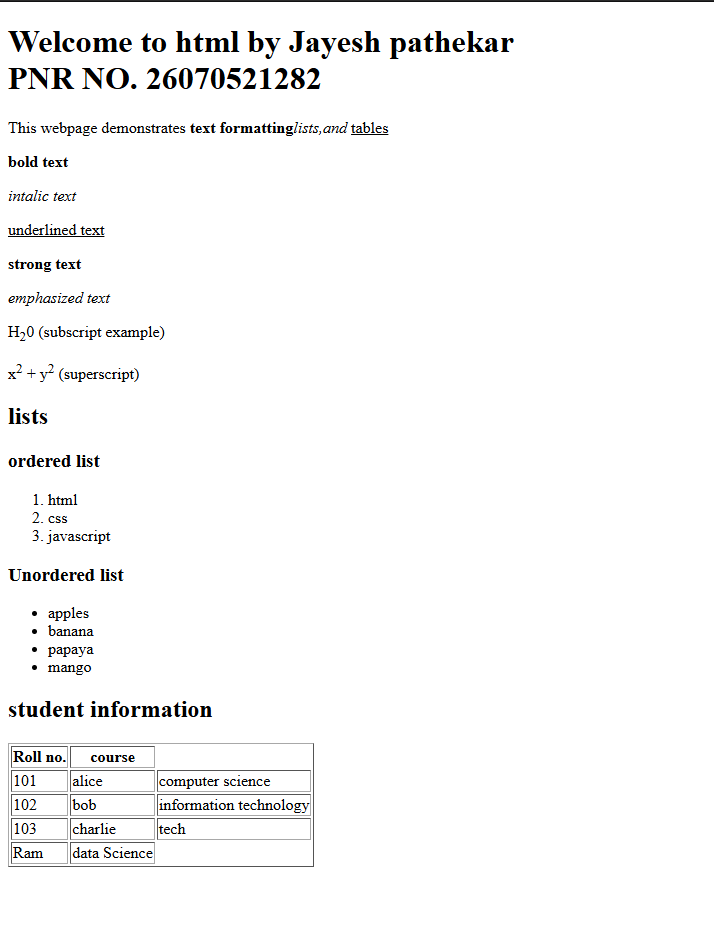 Welcome to html by Jayesh pathekar
PNR NO. 26070521282
This webpage demonstrates text formattinglists,and tables
bold text
intalic text
underlined text
strong text
emphasized text
H₂0 (subscript example)
x² + y² (superscript)
lists
ordered list
1. html
2. css
3. javascript
Unordered list
• apples
• banana
• papaya
• mango
student information
Roll no. course
101 alice computer science
102 bob information technology
103 charlie tech
Ram data Science